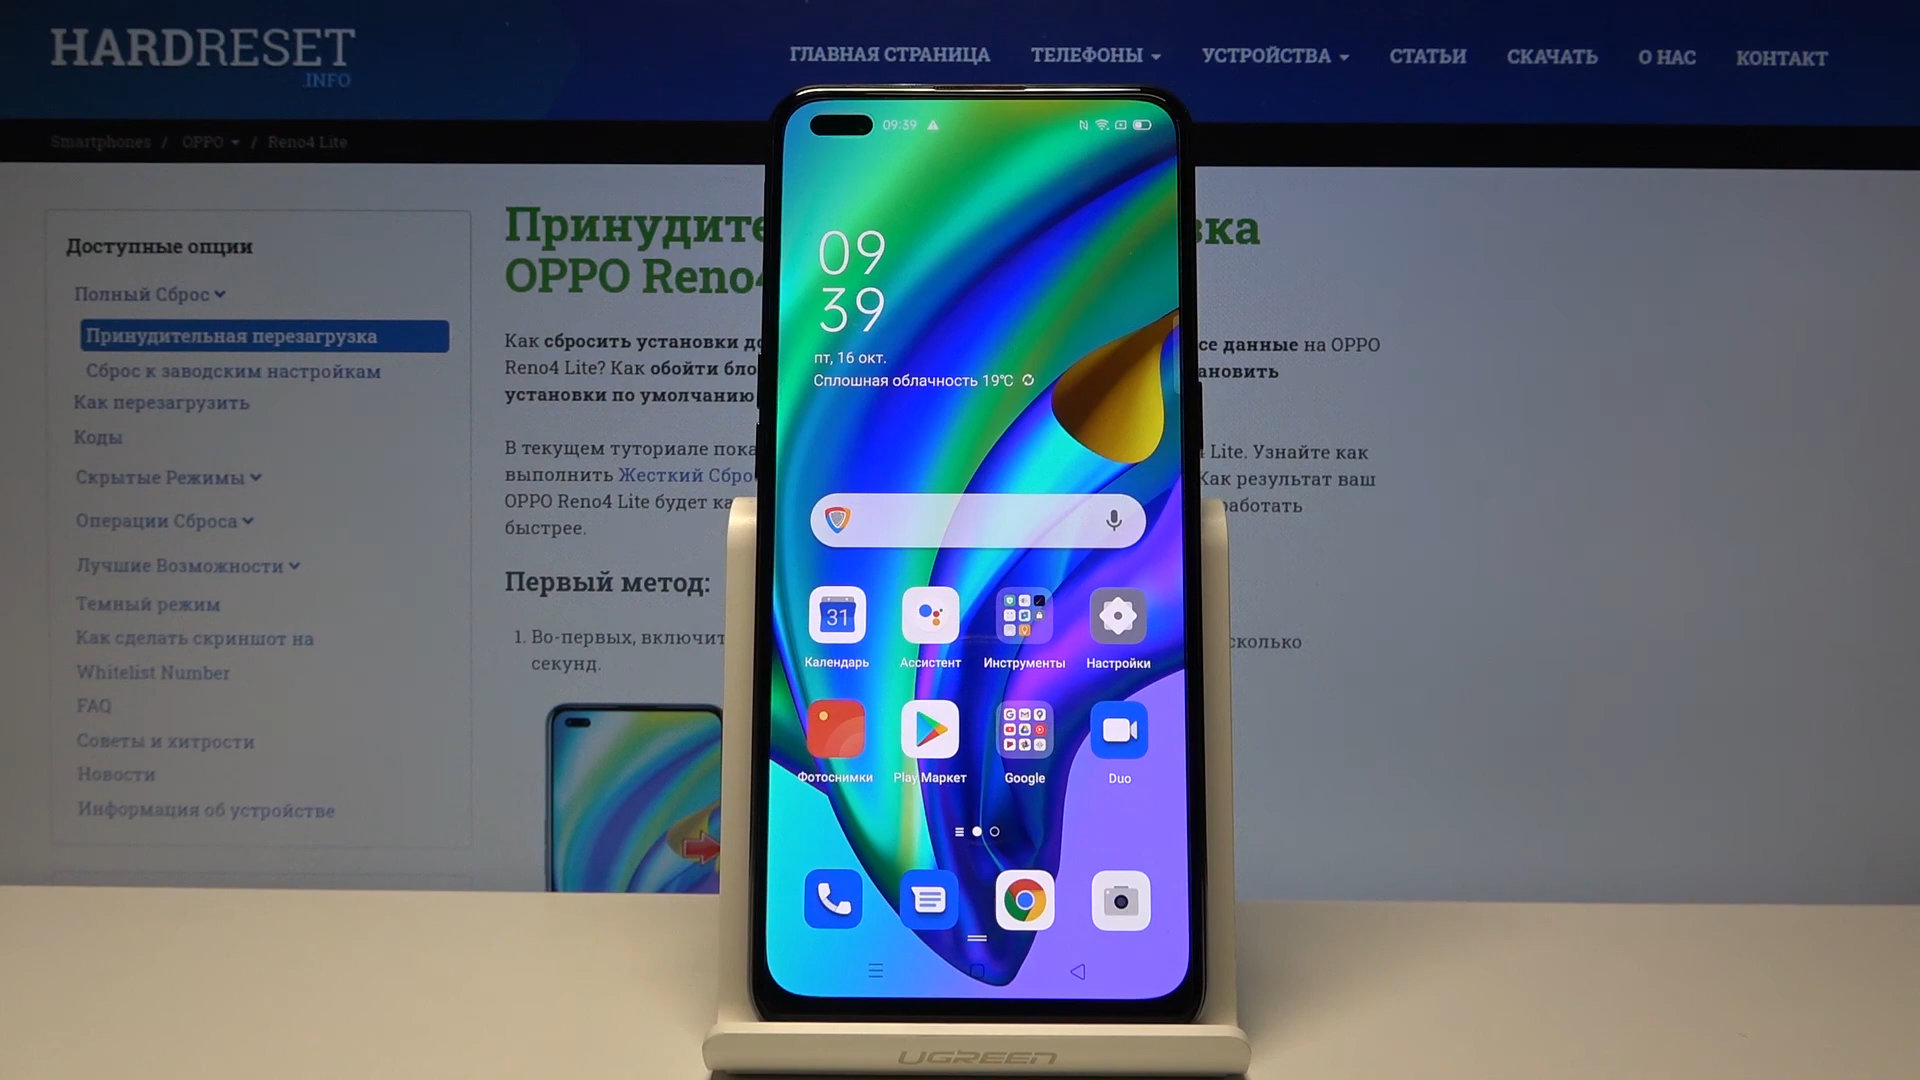 HARDRESET
.INFO
ГЛАВНАЯ СТРАНИЦА ТЕЛЕФОНЫ УСТРОЙСТВА СТАТЬИ СКАЧАТЬ О НАС КОНТАКТ
Smartphones / OPPO / Reno4 Lite
Доступные опции
Полный Сброс
Принудительная перезагрузка
Сброс к заводским настройкам
Как перезагрузить
Коды
Скрытые Режимы
Операции Сброса
Лучшие Возможности
Темный режим
Как сделать скриншот на
Whitelist Number
FAQ
Советы и хитрости
Новости
Информация об устройстве
Принудите зка
OPPO Reno4
Как сбросить установки до се данные на OPPO
Reno4 Lite? Как обойти бло ановить
установки по умолчанию
В текущем туториале пока 4 Lite. Узнайте как
выполнить Жесткий Сбро Как результат ваш
OPPO Reno4 Lite будет ка работать
быстрее.
Первый метод:
1. Во-первых, включит сколько
секунд.
09:39
09
39
пт, 16 окт.
Сплошная облачность 19°C
31
Календарь Ассистент Инструменты Настройки
Фотоснимки Play Маркет Google Duo
UGREEN